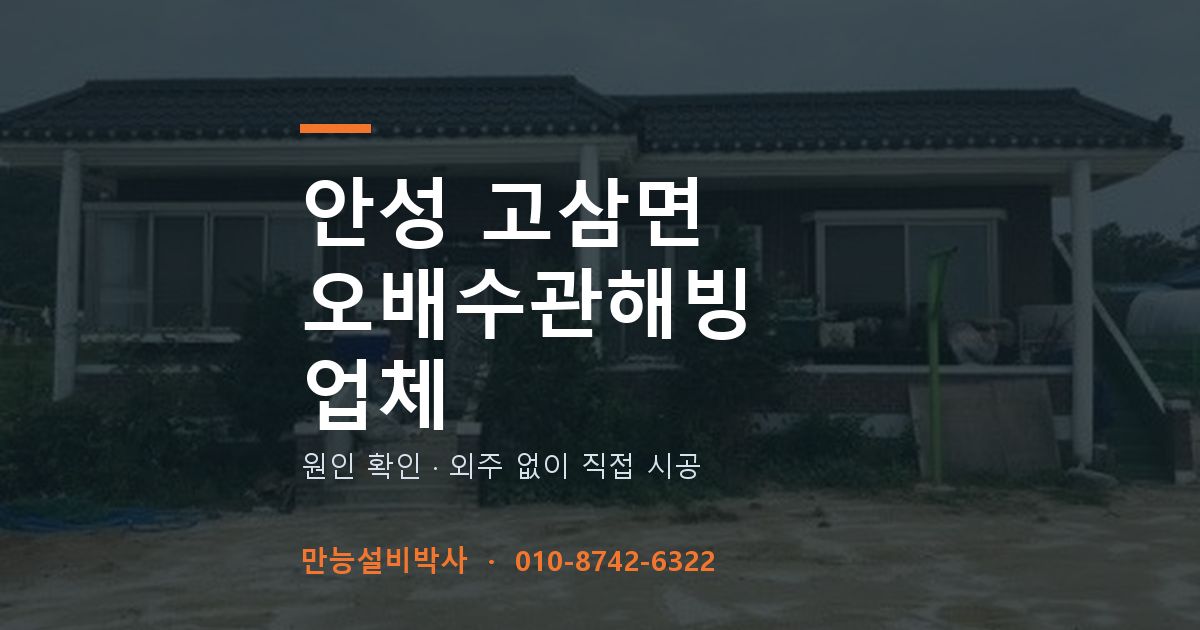 안성 고삼면
오배수관해빙
업체
원인 확인 · 외주 없이 직접 시공
만능설비박사 · 010-8742-6322